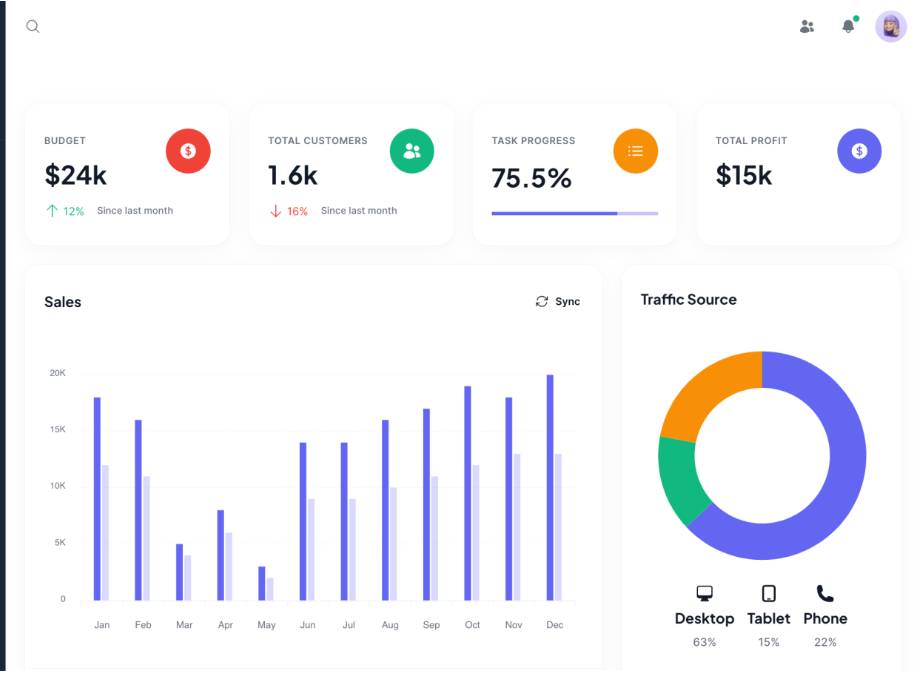 BUDGET
$24k
12% Since last month
TOTAL CUSTOMERS
1.6k
16% Since last month
TASK PROGRESS
75.5%
TOTAL PROFIT
$15k
Sales
Sync
20K
15K
10K
5K
0
Jan Feb Mar Apr May Jun Jul Aug Sep Oct Nov Dec
Traffic Source
Desktop Tablet Phone
63% 15% 22%